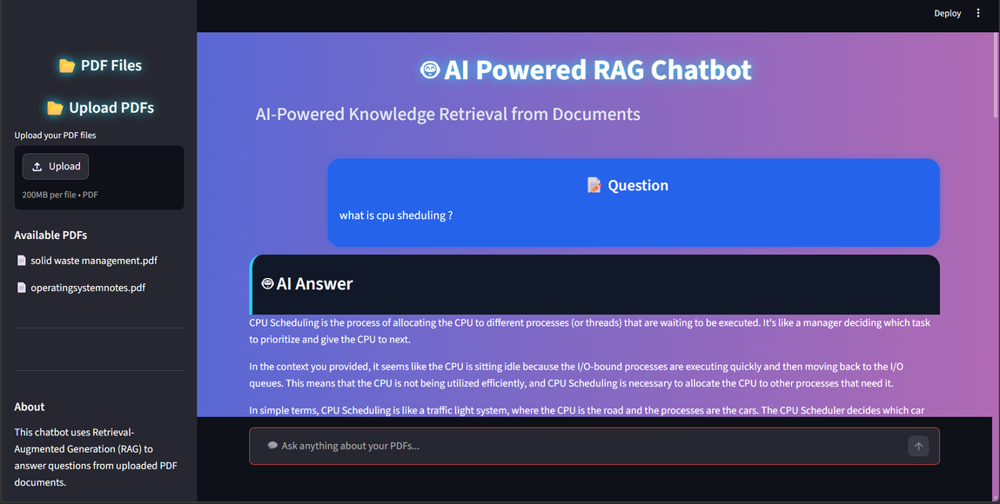 Deploy
PDF Files
Upload PDFs
Upload your PDF files
Upload
200MB per file • PDF
Available PDFs
solid waste management.pdf
operatingsystemnotes.pdf
About
This chatbot uses Retrieval-
Augmented Generation (RAG) to
answer questions from uploaded PDF
documents.
AI Powered RAG Chatbot
AI-Powered Knowledge Retrieval from Documents
Question
what is cpu sheduling ?
AI Answer
CPU Scheduling is the process of allocating the CPU to different processes (or threads) that are waiting to be executed. It's like a manager deciding which task
to prioritize and give the CPU to next.
In the context you provided, it seems like the CPU is sitting idle because the I/O-bound processes are executing quickly and then moving back to the I/O
queues. This means that the CPU is not being utilized efficiently, and CPU Scheduling is necessary to allocate the CPU to other processes that need it.
In simple terms, CPU Scheduling is like a traffic light system, where the CPU is the road and the processes are the cars. The CPU Scheduler decides which car
Ask anything about your PDFs...